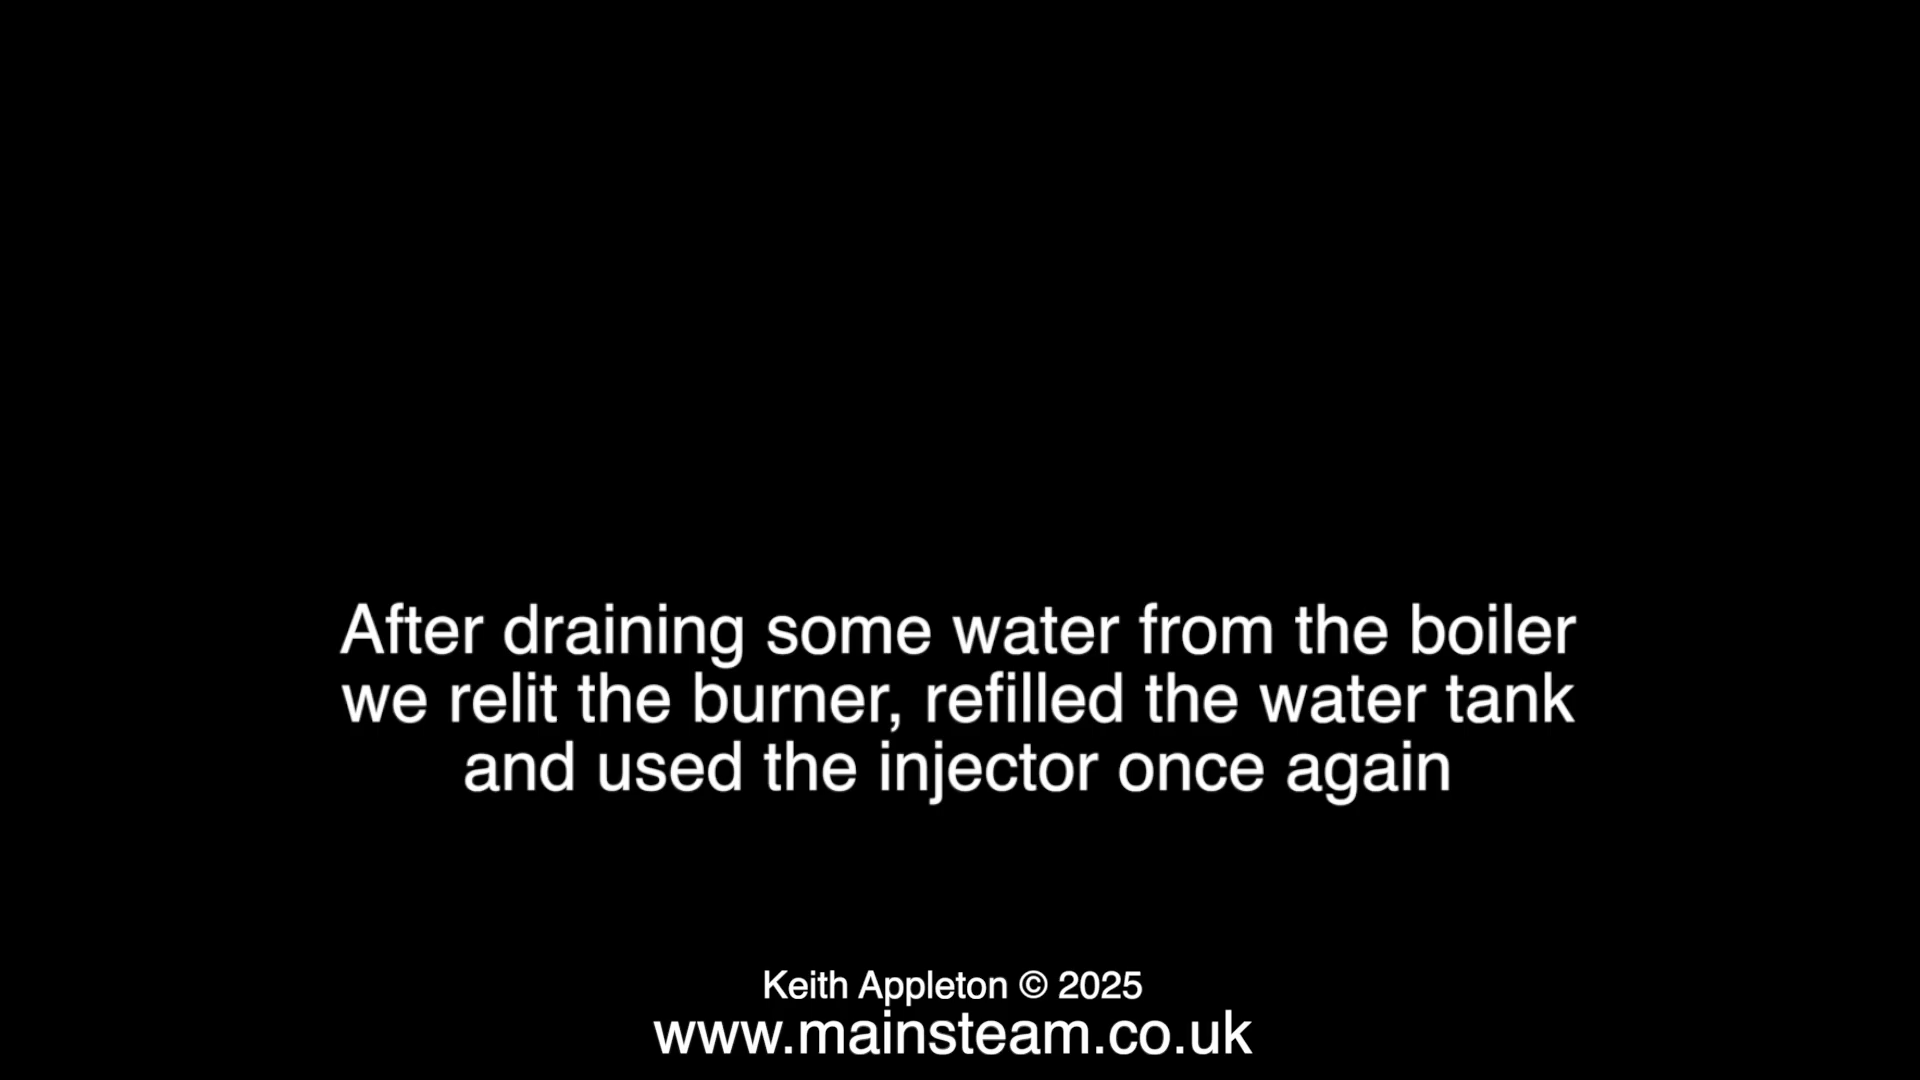 After draining some water from the boiler
we relit the burner, refilled the water tank
and used the injector once again
Keith Appleton © 2025
www.mainsteam.co.uk